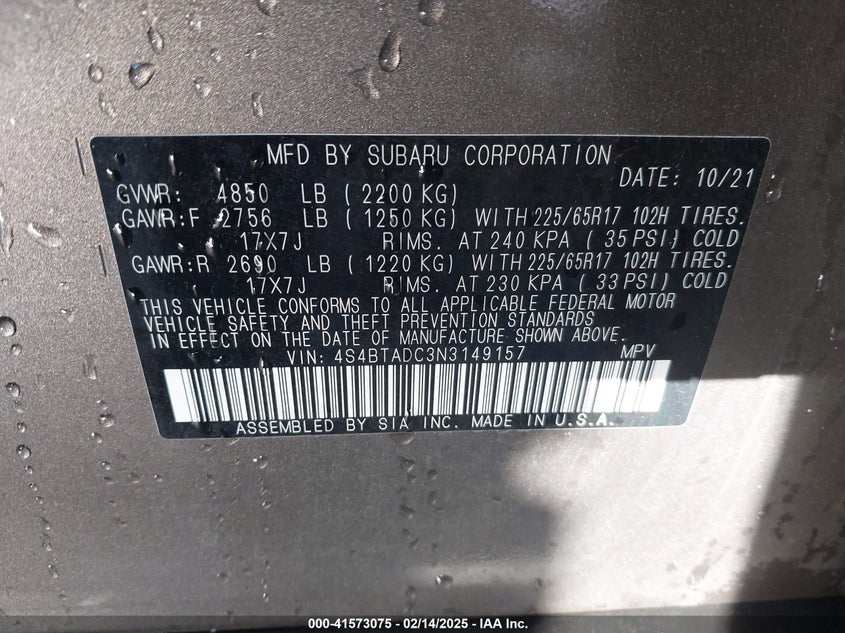 MFD BY SUBARU CORPORATION
DATE: 10/21
GVWR: 4850 LB (2200 KG)
GAWR:F 2756 LB (1250 KG) WITH 225/65R17 102H TIRES.
17X7J RIMS. AT 240 KPA (35 PSI) COLD
GAWR:R 2690 LB (1220 KG) WITH 225/65R17 102H TIRES.
17X7J RIMS. AT 230 KPA (33 PSI) COLD
THIS VEHICLE CONFORMS TO ALL APPLICABLE FEDERAL MOTOR
VEHICLE SAFETY AND THEFT PREVENTION STANDARDS
IN EFFECT ON THE DATE OF MANUFACTURE SHOWN ABOVE.
VIN: 4S4BTADC3N3149157 MPV
ASSEMBLED BY SIA INC. MADE IN U.S.A.
000-41573075 - 02/14/2025 - IAA Inc.